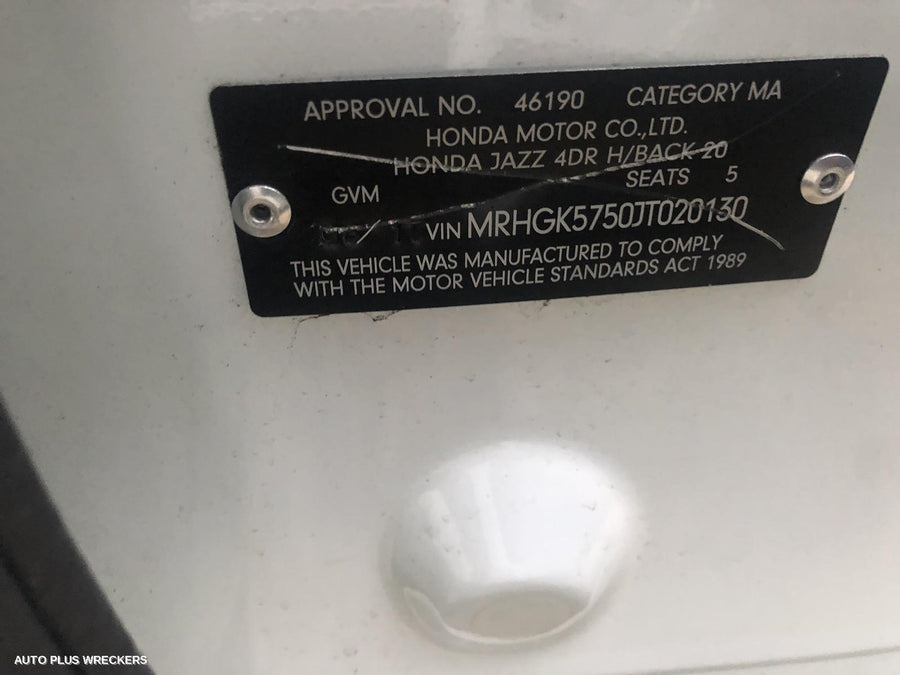 APPROVAL NO. 46190 CATEGORY MA
HONDA MOTOR CO.,LTD.
HONDA JAZZ 4DR H/BACK 20
SEATS 5
GVM
VIN MRHGK5750JT020130
THIS VEHICLE WAS MANUFACTURED TO COMPLY
WITH THE MOTOR VEHICLE STANDARDS ACT 1989
AUTO PLUS WRECKERS